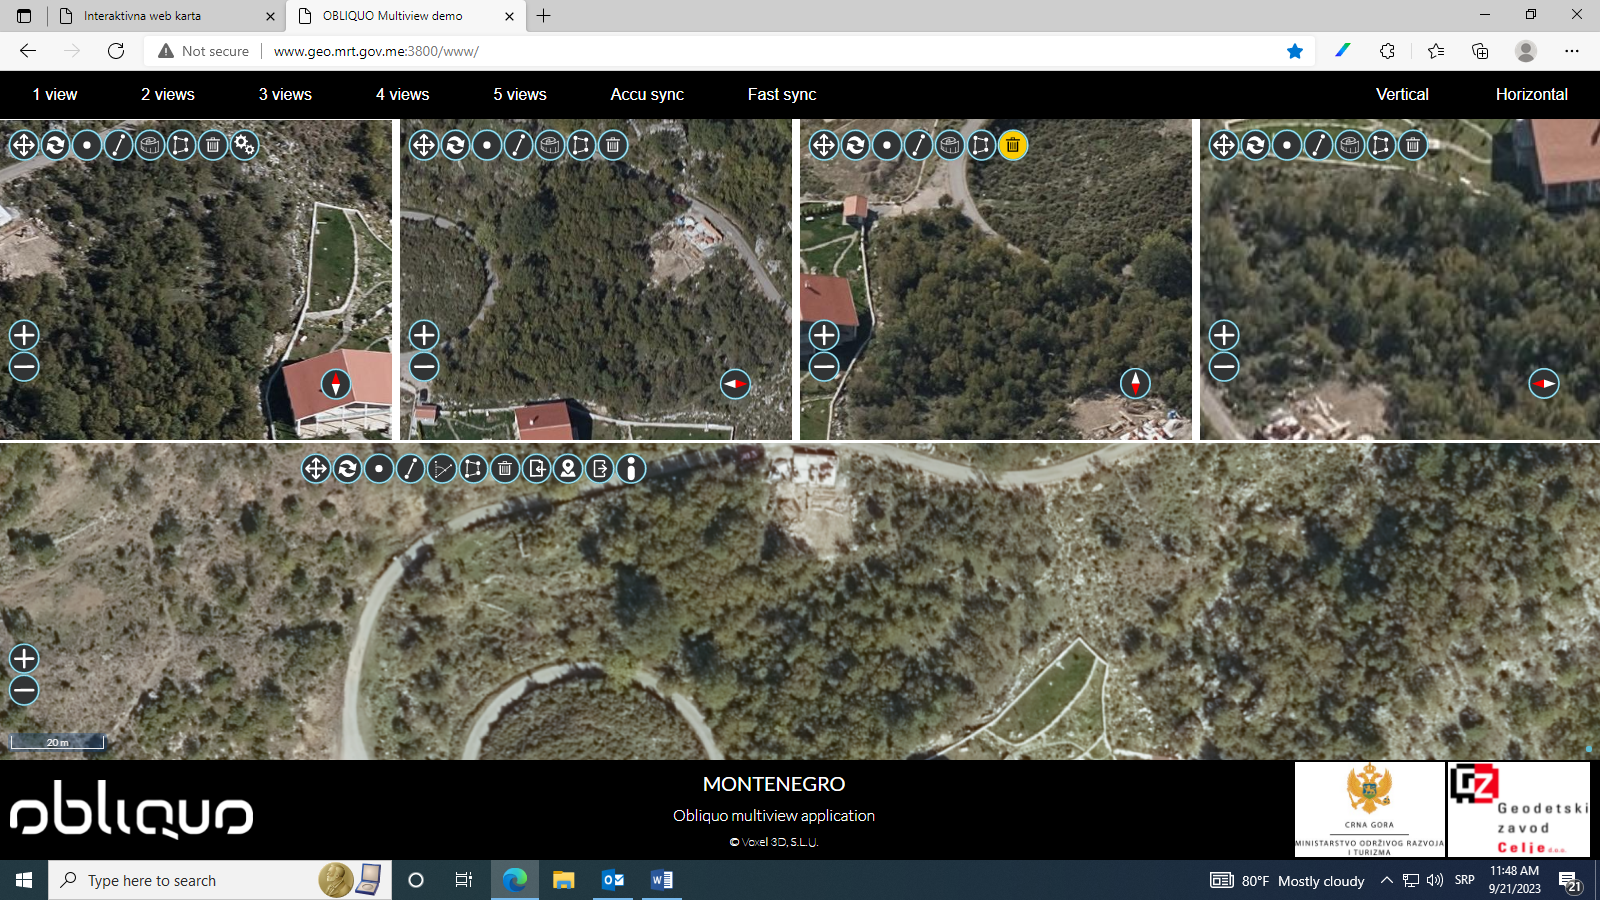 Interaktivna web karta
OBLIQUO Multiview demo
Not secure
www.geo.mrt.gov.me:3800/www/
1 view
2 views
3 views
4 views
5 views
Accu sync
Fast sync
Vertical
Horizontal
20 m
obliquo
MONTENEGRO
Obliquo multiview application
© Voxel 3D, S.L.U.
CRNA GORA
MINISTARSTVO ODRŽIVOG RAZVOJA
I TURIZMA
GZ
Geodetski
zavod
Celje d.o.o.
Type here to search
80°F Mostly cloudy
SRP
11:48 AM
9/21/2023
21